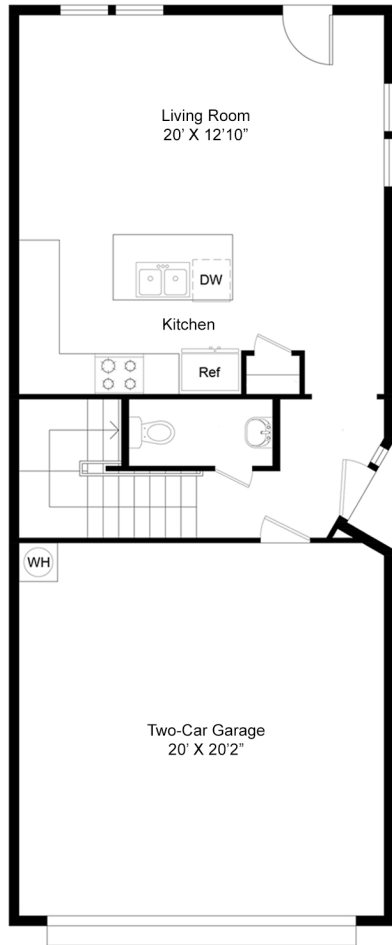 Living Room
20’ X 12’10”
DW
Kitchen
Ref
WH
Two-Car Garage
20’ X 20’2”